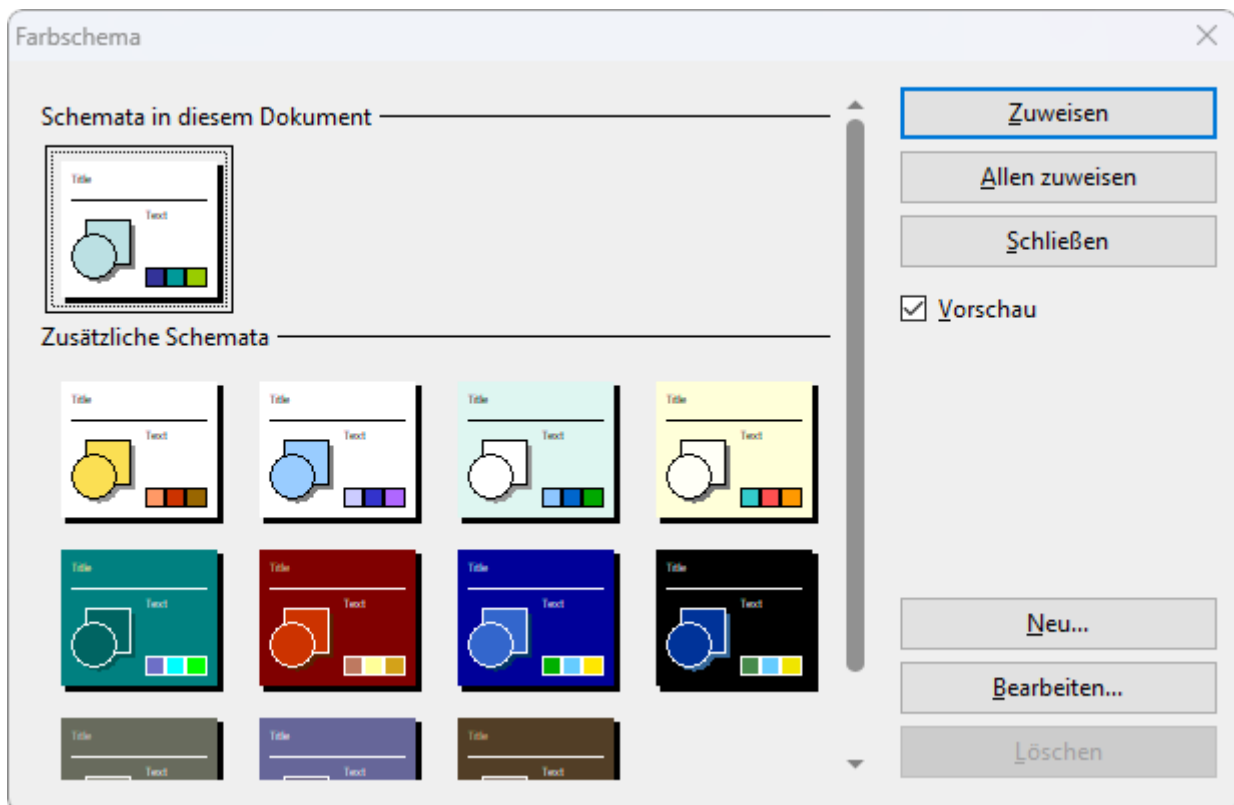 Farbschema
Schemata in diesem Dokument
Title
Text
Zusätzliche Schemata
Title
Text
Title
Text
Title
Text
Title
Text
Title
Text
Title
Text
Title
Text
Title
Text
Title
Text
Title
Text
Title
Text
Zuweisen
Allen zuweisen
Schließen
Vorschau
Neu...
Bearbeiten...
Löschen